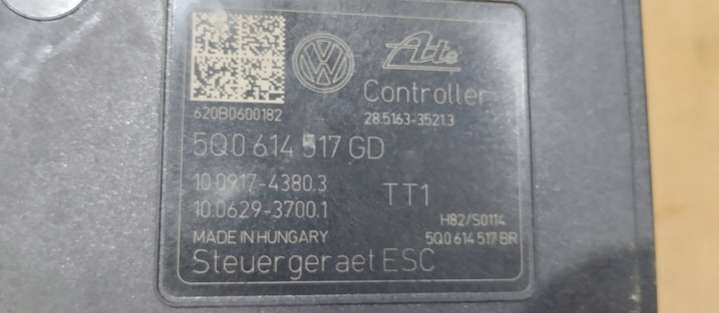 Ate
Controller
620B0600182
28.5163-3521.3
5Q0 614 517 GD
10.0917-4380.3
TT1
10.0629-3700.1
H82/S0114
MADE IN HUNGARY
5Q0 614 517 BR
Steuergeraet ESC